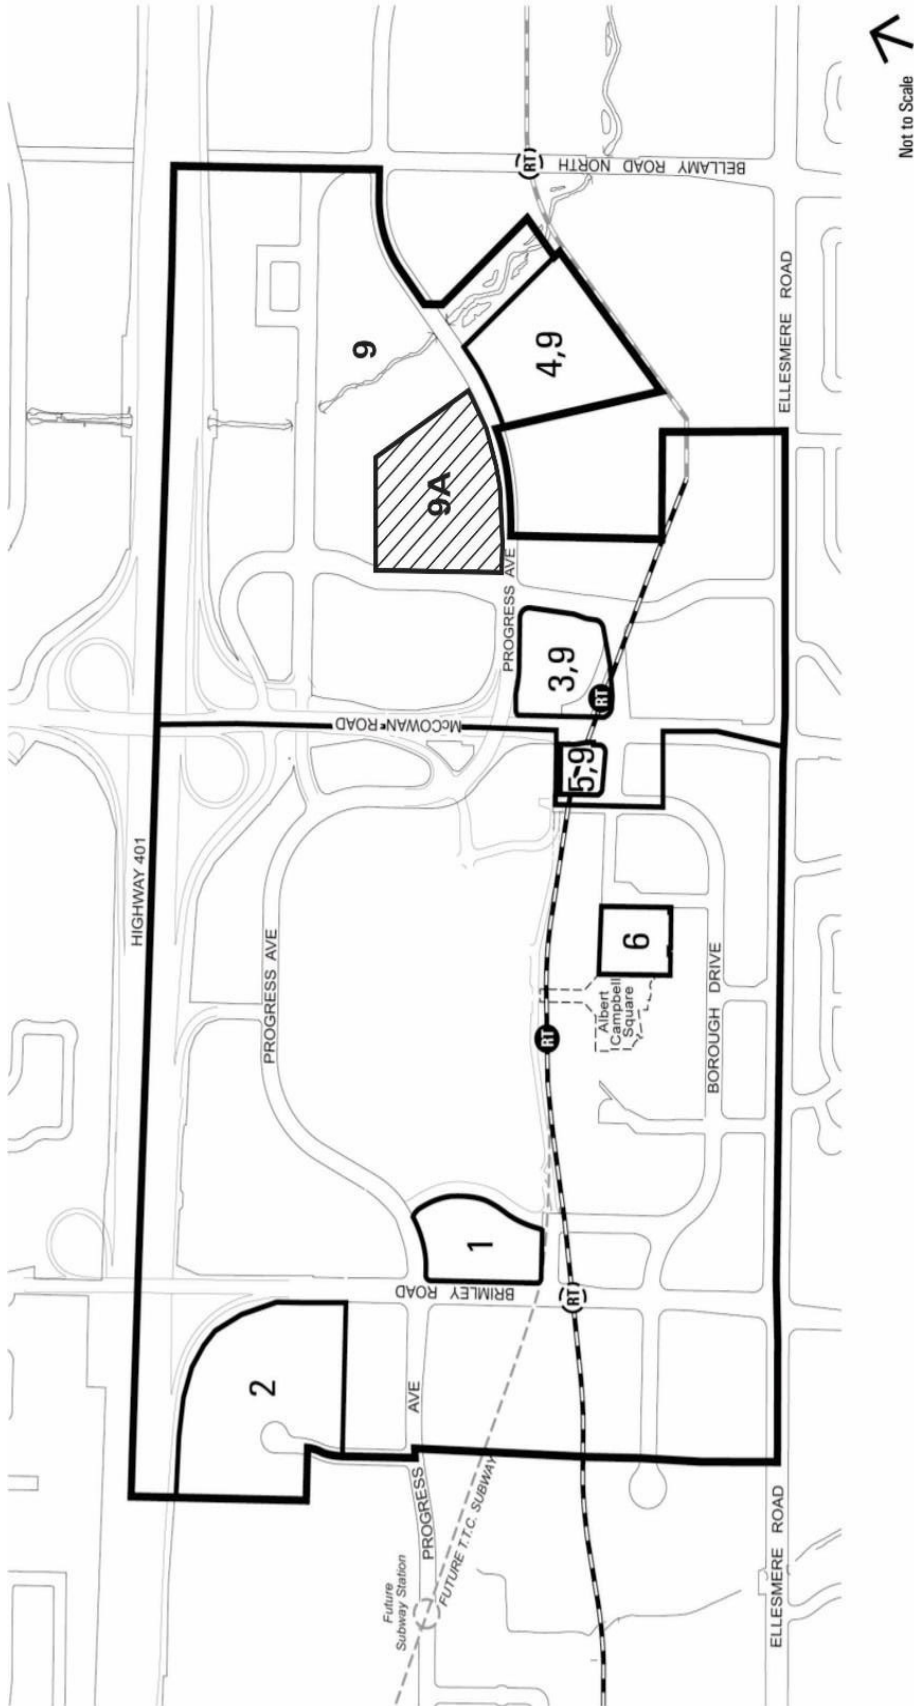 Not to Scale
RT
BELLAMY ROAD NORTH
ELLESMERE ROAD
9
4,9
9A
PROGRESS AVE
3,9
RT
McCOWAN ROAD
5,9
HIGHWAY 401
PROGRESS AVE
6
Albert
Campbell
Square
RT
BOROUGH DRIVE
1
BRIMLEY ROAD
RT
2
PROGRESS AVE
FUTURE T.T.C. SUBWAY
Future
Subway Station
ELLESMERE ROAD